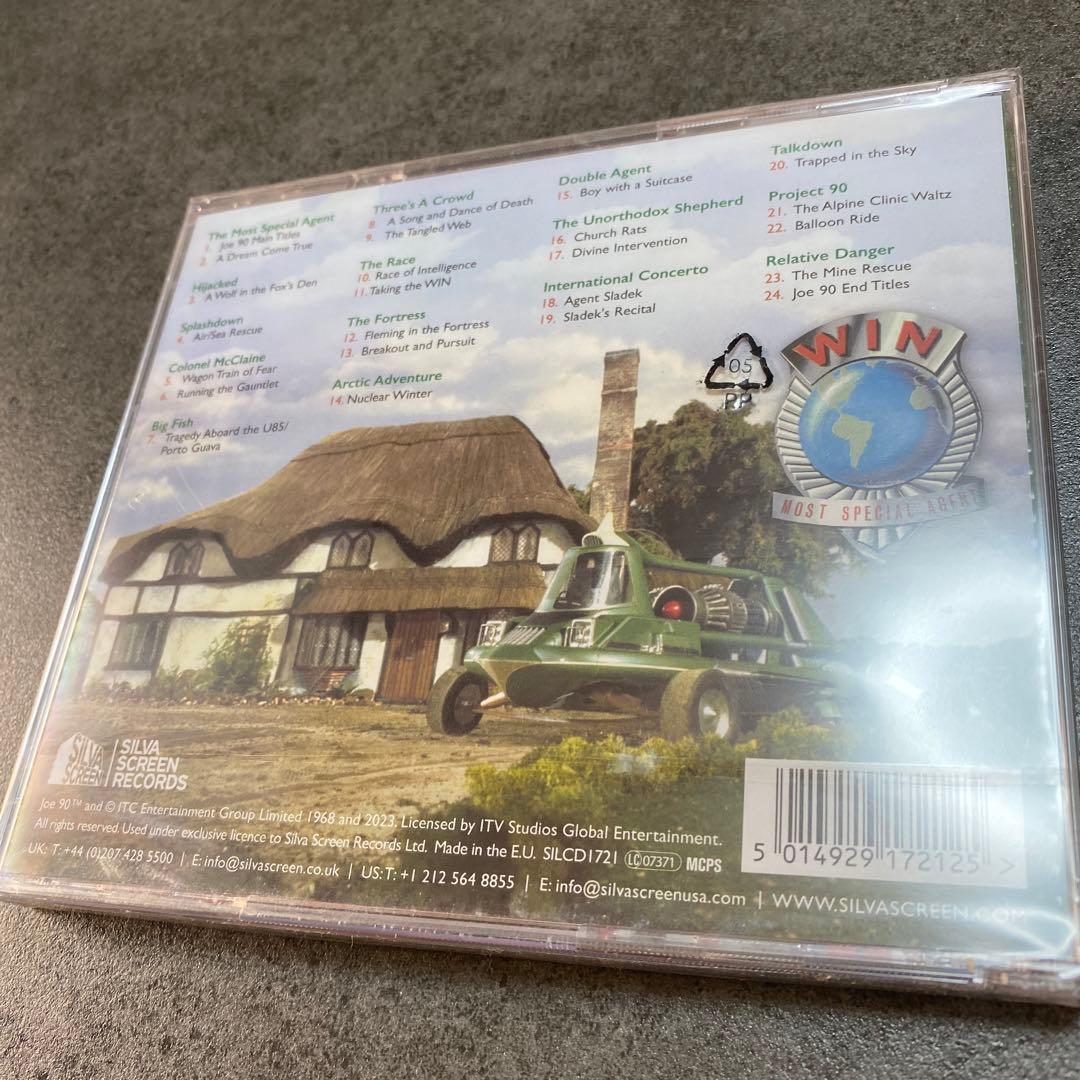 The Most Special Agent
1. Joe 90 Main Titles
2. A Dream Come True
Hijacked
3. A Wolf in the Fox's Den
Splashdown
4. Air/Sea Rescue
Colonel McClaine
5. Wagon Train of Fear
6. Running the Gauntlet
Big Fish
7. Tragedy Aboard the U85/
Porto Guava
Three's A Crowd
8. A Song and Dance of Death
9. The Tangled Web
The Race
10. Race of Intelligence
11. Taking the WIN
The Fortress
12. Fleming in the Fortress
13. Breakout and Pursuit
Arctic Adventure
14. Nuclear Winter
Double Agent
15. Boy with a Suitcase
The Unorthodox Shepherd
16. Church Rats
17. Divine Intervention
International Concerto
18. Agent Sladek
19. Sladek's Recital
Talkdown
20. Trapped in the Sky
Project 90
21. The Alpine Clinic Waltz
22. Balloon Ride
Relative Danger
23. The Mine Rescue
24. Joe 90 End Titles
05
PP
WIN
MOST SPECIAL AGENT
SILVA
SCREEN
SILVA
SCREEN
RECORDS
Joe 90™ and © ITC Entertainment Group Limited 1968 and 2023. Licensed by ITV Studios Global Entertainment.
All rights reserved. Used under exclusive licence to Silva Screen Records Ltd. Made in the E.U. SILCD1721 LC07371 MCPS
UK: T: +44 (0)207 428 5500 | E: info@silvascreen.co.uk | US: T: +1 212 564 8855 | E: info@silvascreenusa.com | WWW.SILVASCREEN.COM
5 014929 172125 >